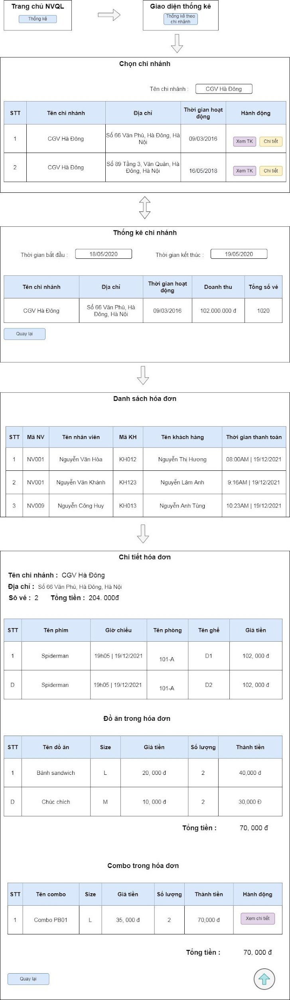 Trang chủ NVQL
Thống kê
Giao diện thống kê
Thống kê theo
chi nhánh
Chọn chi nhánh
Tên chi nhánh : CGV Hà Đông
STT Tên chi nhánh Địa chỉ Thời gian hoạt động Hành động
1 CGV Hà Đông Số 66 Văn Phú, Hà Đông, Hà Nội 09/03/2016 Xem TK Chi tiết
2 CGV Hà Đông Số 89 Tầng 3, Văn Quán, Hà Đông, Hà Nội 16/05/2018 Xem TK Chi tiết
Thống kê chi nhánh
Thời gian bắt đầu : 18/05/2020 Thời gian kết thúc : 19/05/2020
Tên chi nhánh Địa chỉ Thời gian hoạt động Doanh thu Tổng số vé
CGV Hà Đông Số 66 Văn Phú, Hà Đông, Hà Nội 09/03/2016 102.000.000 đ 1020
Quay lại
Danh sách hóa đơn
STT Mã NV Tên nhân viên Mã KH Tên khách hàng Thời gian thanh toán
1 NV001 Nguyễn Văn Hòa KH012 Nguyễn Thị Hương 08:00AM | 19/12/2021
2 NV001 Nguyễn Văn Khánh KH123 Nguyễn Lâm Anh 9:16AM | 19/12/2021
3 NV009 Nguyễn Công Huy KH013 Nguyễn Anh Tùng 10:23AM | 19/12/2021
Chi tiết hóa đơn
Tên chi nhánh : CGV Hà Đông
Địa chỉ : Số 66 Văn Phú, Hà Đông, Hà Nội
Sô vé : 2 Tổng tiền : 204. 000đ
STT Tên phim Giờ chiếu Tên phòng Tên ghế Giá tiền
1 Spiderman 19h05 | 19/12/2021 101-A D1 102, 000 đ
D Spiderman 19h05 | 19/12/2021 101-A D2 102, 000 đ
Đồ ăn trong hóa đơn
STT Tên đồ ăn Size Giá tiền Số lượng Thành tiền
1 Bánh sandwich L 20, 000 đ 2 40,000 đ
D Chúc chích M 10, 000 đ 2 30,000 Đ
Tổng tiền : 70, 000 đ
Combo trong hóa đơn
STT Tên combo Size Giá tiền Số lượng Thành tiền Hành động
1 Combo PB01 L 35, 000 đ 2 70,000 đ Xem chi tiết
Tổng tiền : 70, 000 đ
Quay lại